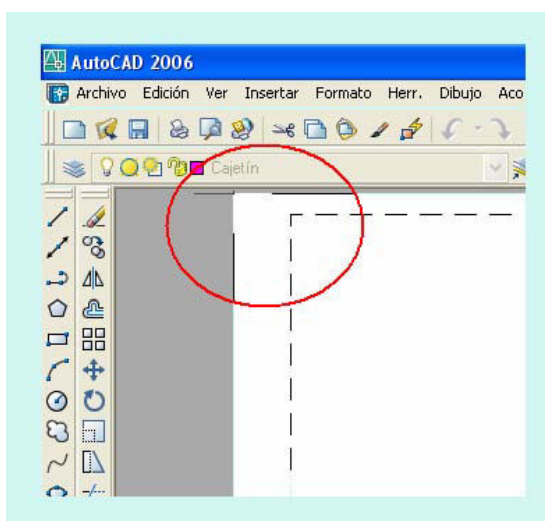 AutoCAD 2006
Archivo Edición Ver Insertar Formato Herr. Dibujo Aco
Cajetín